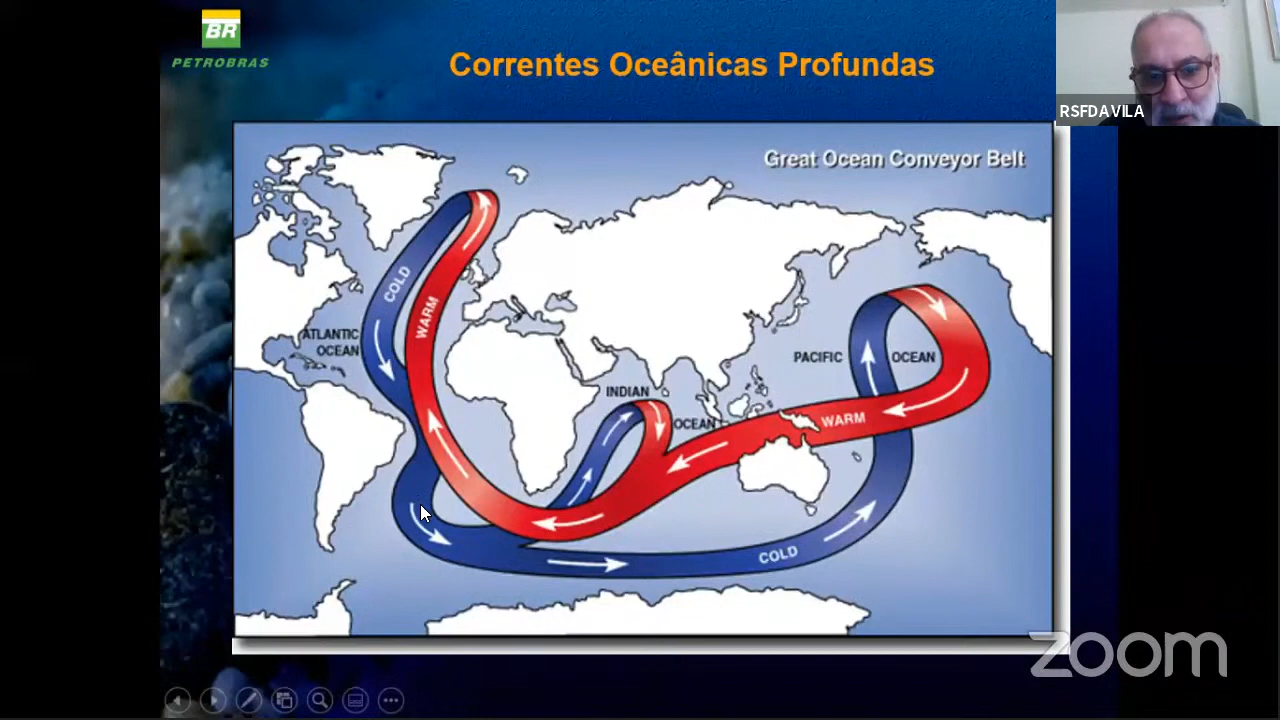 BR
PETROBRAS
Correntes Oceânicas Profundas
RSFDAVILA
Great Ocean Conveyor Belt
COLD
WARM
ATLANTIC
OCEAN
PACIFIC
OCEAN
INDIAN
OCEAN
WARM
COLD
zoom